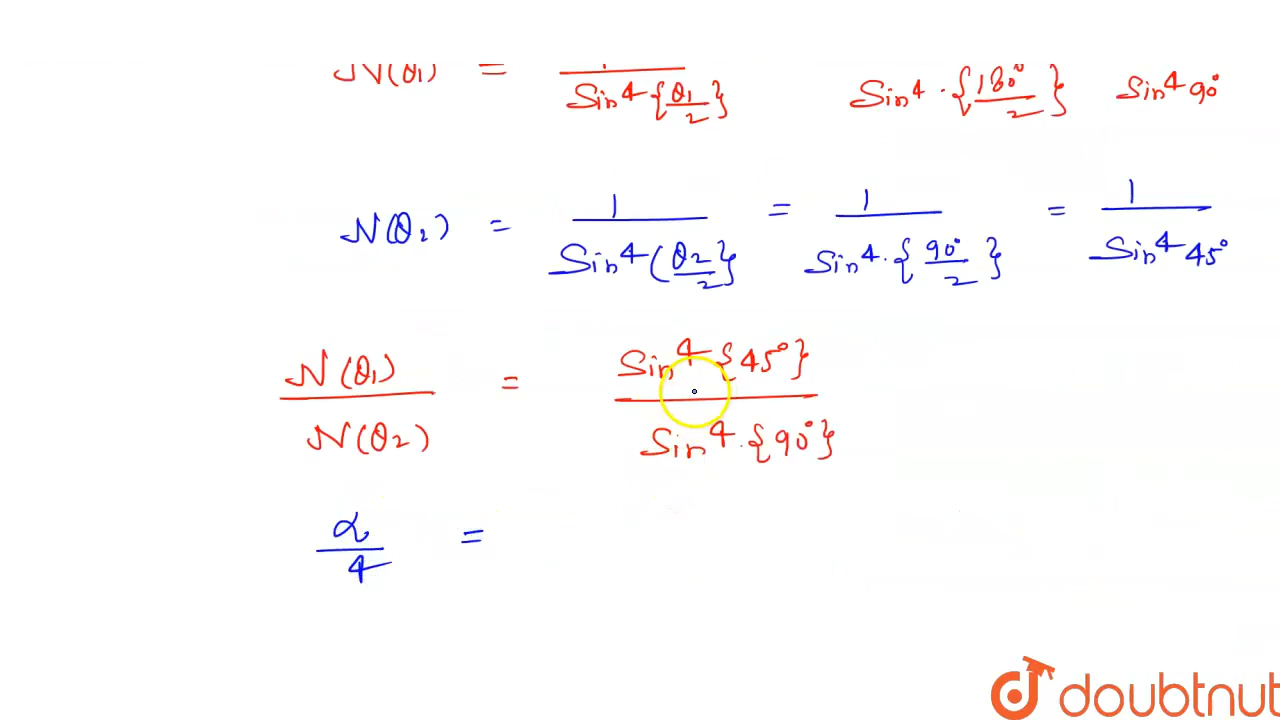 N(θ1) = 1/Sin⁴{θ1/2} Sin⁴·{180°/2} Sin⁴90°
N(θ2) = 1/Sin⁴(θ2/2} = 1/Sin⁴·{90°/2} = 1/Sin⁴45°
N(θ1)/N(θ2) = Sin⁴{45°}/Sin⁴·{90°}
α/4 =
doubtnut